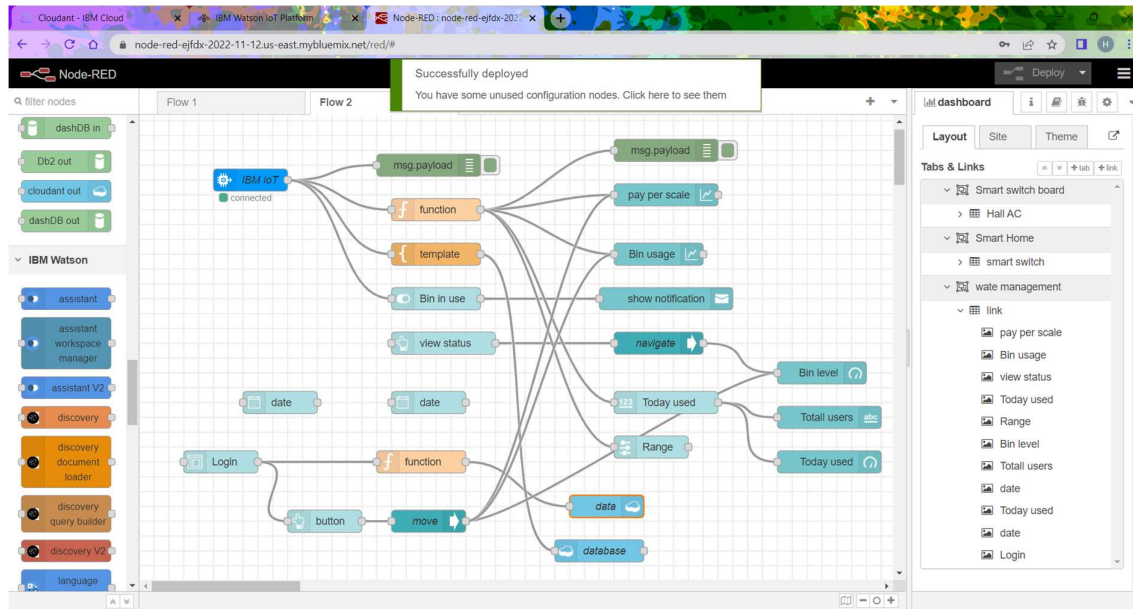 Cloudant - IBM Cloud
IBM Watson IoT Platform
Node-RED : node-red-ejfdx-202
node-red-ejfdx-2022-11-12.us-east.mybluemix.net/red/#
H
Node-RED
Successfully deployed
You have some unused configuration nodes. Click here to see them
Deploy
filter nodes
Flow 1
Flow 2
dashboard
dashDB in
Db2 out
cloudant out
dashDB out
IBM Watson
assistant
assistant
workspace
manager
assistant V2
discovery
discovery
document
loader
discovery
query builder
discovery V2
language
IBM IoT
connected
msg.payload
function
template
Bin in use
view status
date
date
Login
function
button
move
msg.payload
pay per scale
Bin usage
show notification
navigate
Bin level
123 Today used
Totall users abc
Range
Today used
data
database
Layout
Site
Theme
Tabs & Links
+tab
+link
Smart switch board
Hall AC
Smart Home
smart switch
wate management
link
pay per scale
Bin usage
view status
Today used
Range
Bin level
Totall users
date
Today used
date
Login